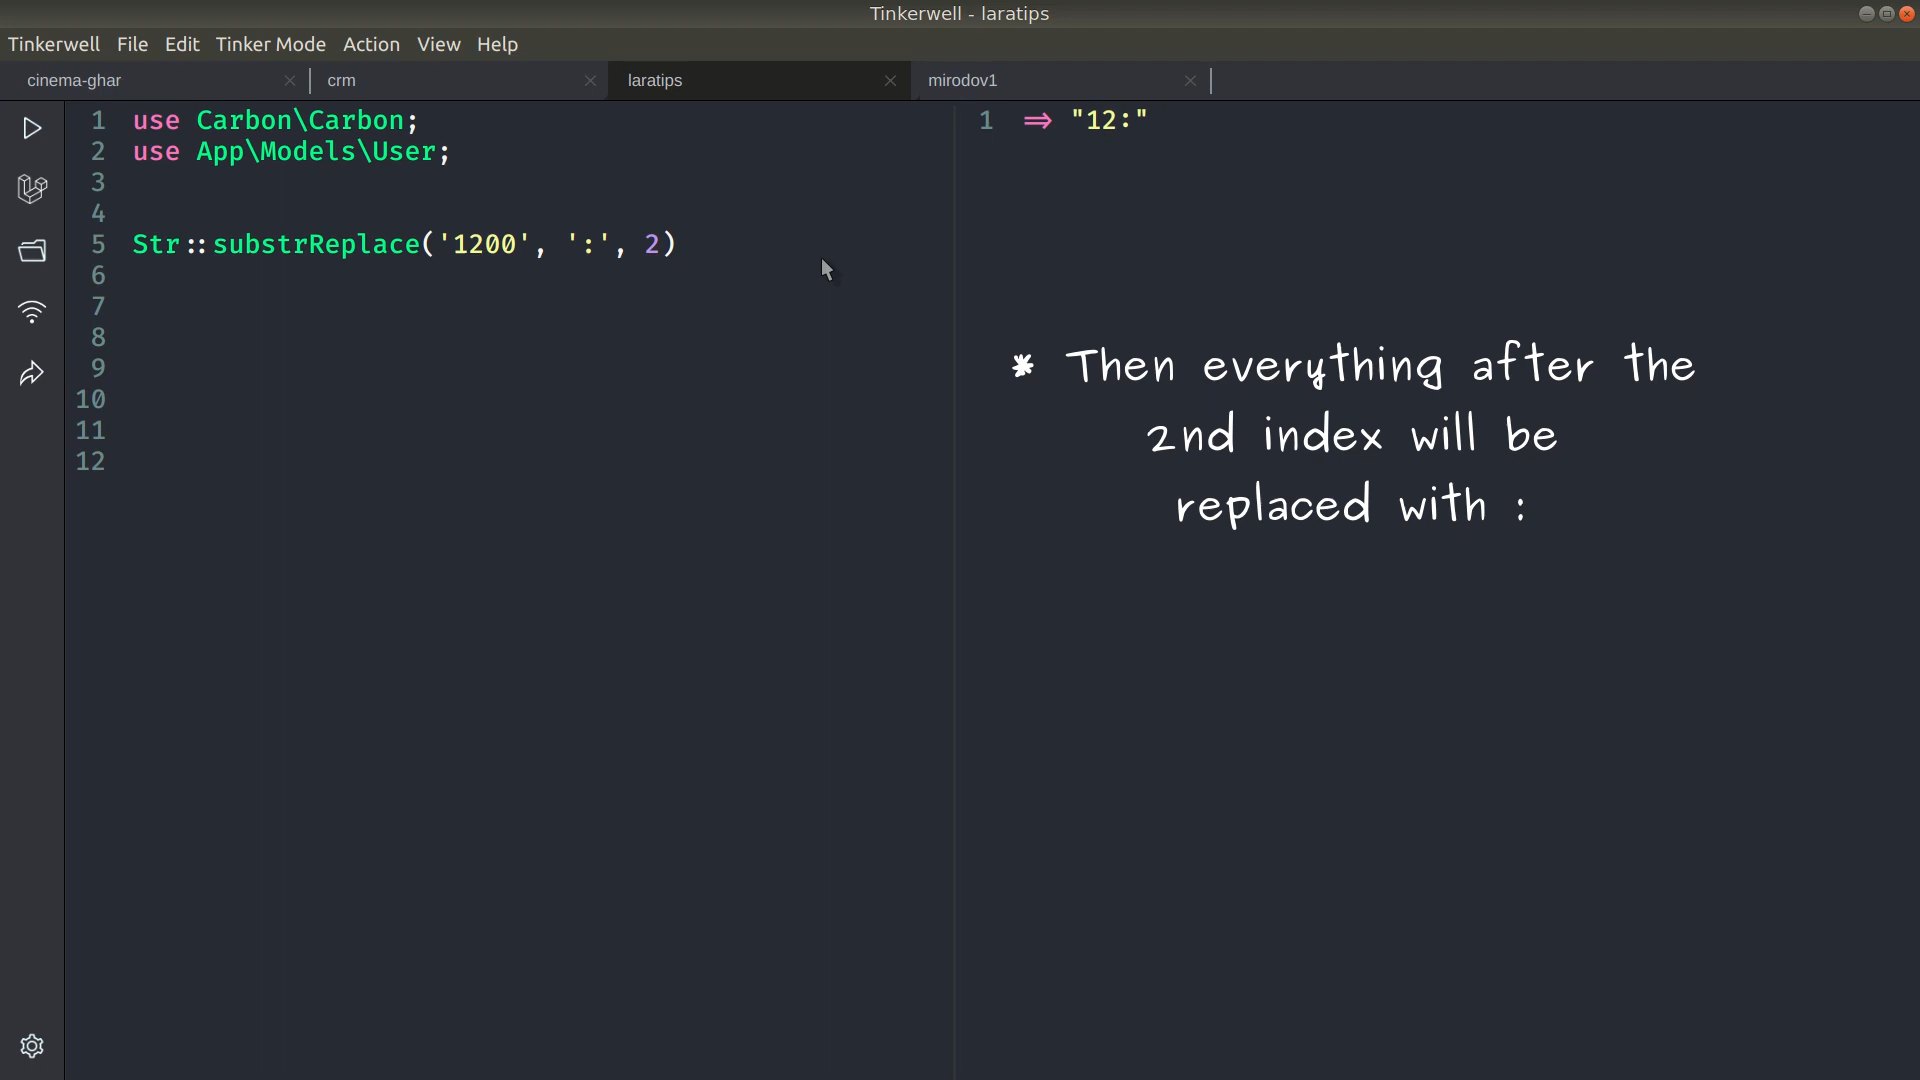 Tinkerwell - laratips
Tinkerwell File Edit Tinker Mode Action View Help
cinema-ghar crm laratips mirodov1
1 use Carbon\Carbon;
2 use App\Models\User;
3
4
5 Str::substrReplace('1200', ':', 2)
6
7
8
9
10
11
12
1 => "12:"
* Then everything after the
2nd index will be
replaced with :